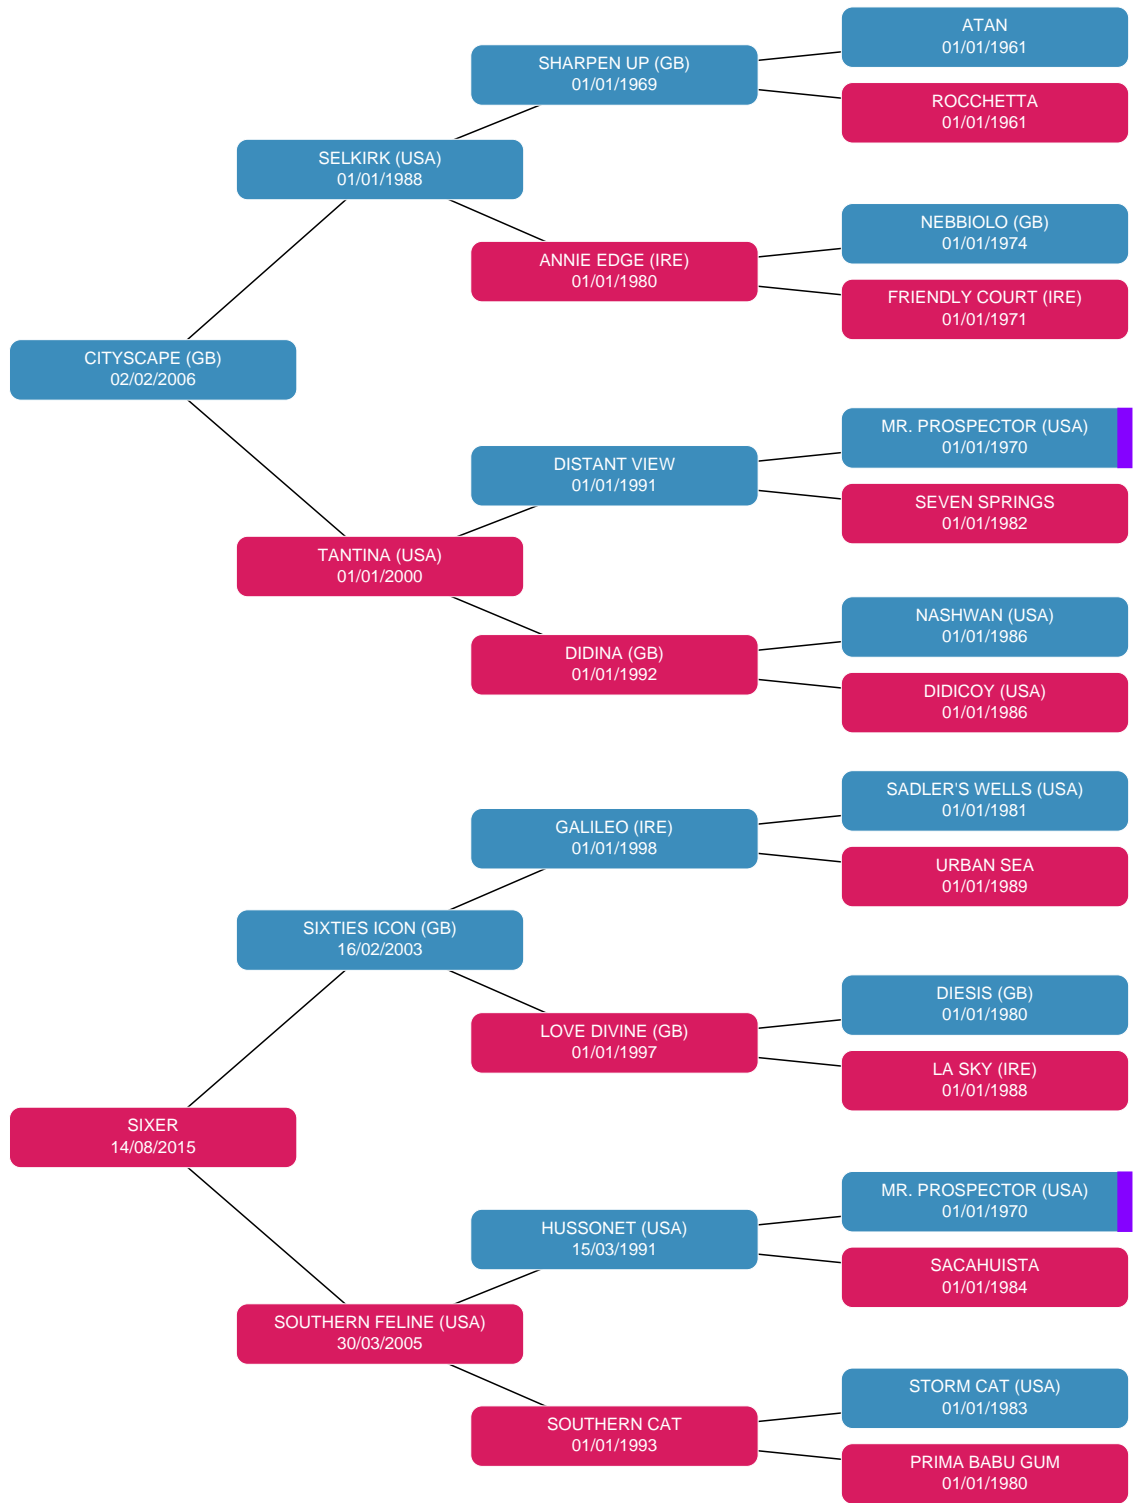 ATAN
01/01/1961
SHARPEN UP (GB)
01/01/1969
ROCCHETTA
01/01/1961
SELKIRK (USA)
01/01/1988
NEBBIOLO (GB)
01/01/1974
ANNIE EDGE (IRE)
01/01/1980
FRIENDLY COURT (IRE)
01/01/1971
CITYSCAPE (GB)
02/02/2006
MR. PROSPECTOR (USA)
01/01/1970
DISTANT VIEW
01/01/1991
SEVEN SPRINGS
01/01/1982
TANTINA (USA)
01/01/2000
NASHWAN (USA)
01/01/1986
DIDINA (GB)
01/01/1992
DIDICOY (USA)
01/01/1986
SADLER'S WELLS (USA)
01/01/1981
GALILEO (IRE)
01/01/1998
URBAN SEA
01/01/1989
SIXTIES ICON (GB)
16/02/2003
DIESIS (GB)
01/01/1980
LOVE DIVINE (GB)
01/01/1997
LA SKY (IRE)
01/01/1988
SIXER
14/08/2015
MR. PROSPECTOR (USA)
01/01/1970
HUSSONET (USA)
15/03/1991
SACAHUISTA
01/01/1984
SOUTHERN FELINE (USA)
30/03/2005
STORM CAT (USA)
01/01/1983
SOUTHERN CAT
01/01/1993
PRIMA BABU GUM
01/01/1980